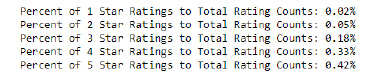 Percent of 1 Star Ratings to Total Rating Counts: 0.02%
Percent of 2 Star Ratings to Total Rating Counts: 0.05%
Percent of 3 Star Ratings to Total Rating Counts: 0.18%
Percent of 4 Star Ratings to Total Rating Counts: 0.33%
Percent of 5 Star Ratings to Total Rating Counts: 0.42%